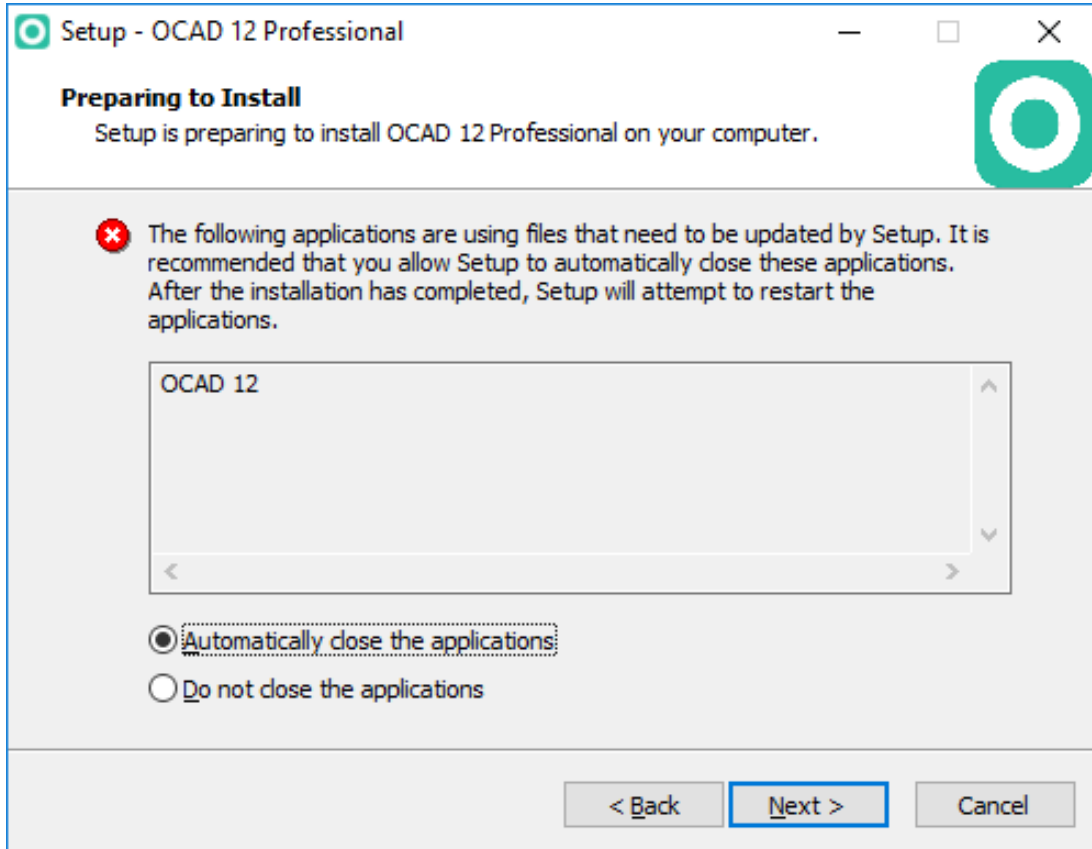 Setup - OCAD 12 Professional
Preparing to Install
Setup is preparing to install OCAD 12 Professional on your computer.
The following applications are using files that need to be updated by Setup. It is
recommended that you allow Setup to automatically close these applications.
After the installation has completed, Setup will attempt to restart the
applications.
OCAD 12
Automatically close the applications
Do not close the applications
< Back Next > Cancel